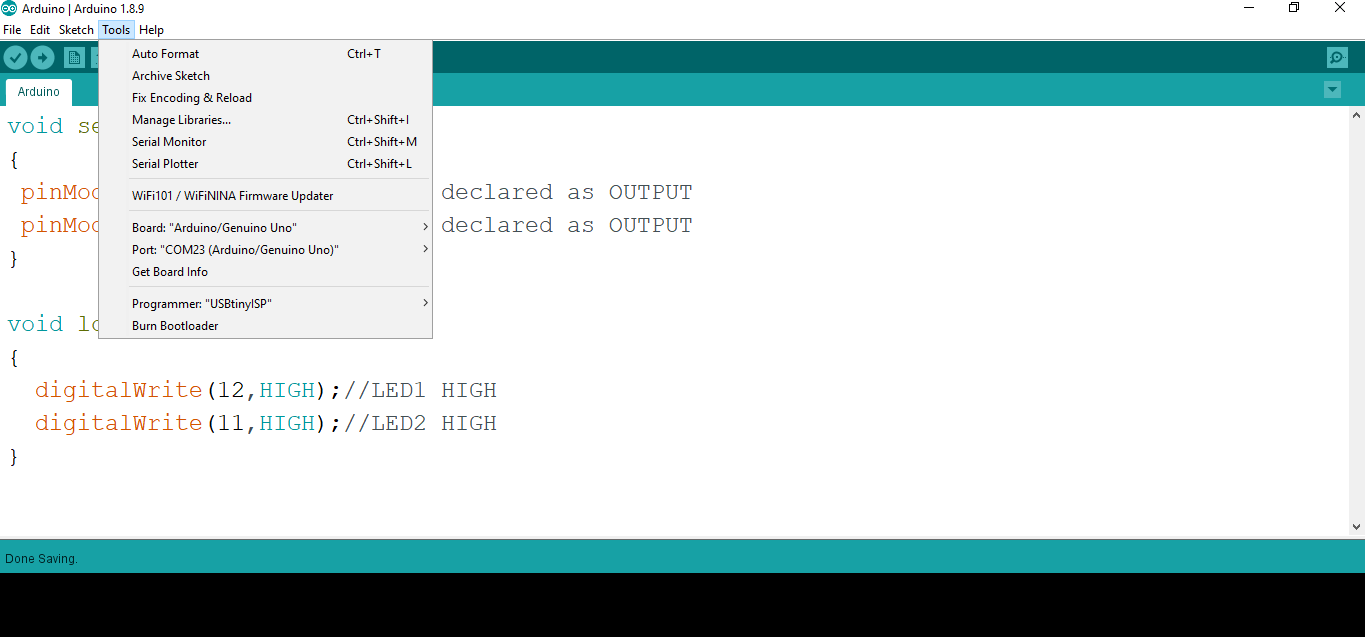 Arduino | Arduino 1.8.9
File Edit Sketch Tools Help
Auto Format Ctrl+T
Archive Sketch
Fix Encoding & Reload
Manage Libraries... Ctrl+Shift+I
Serial Monitor Ctrl+Shift+M
Serial Plotter Ctrl+Shift+L
WiFi101 / WiFiNINA Firmware Updater
Board: "Arduino/Genuino Uno"
Port: "COM23 (Arduino/Genuino Uno)"
Get Board Info
Programmer: "USBtinyISP"
Burn Bootloader
Arduino
void se
{
pinMod declared as OUTPUT
pinMod declared as OUTPUT
}
void lo
{
digitalWrite(12,HIGH);//LED1 HIGH
digitalWrite(11,HIGH);//LED2 HIGH
}
Done Saving.